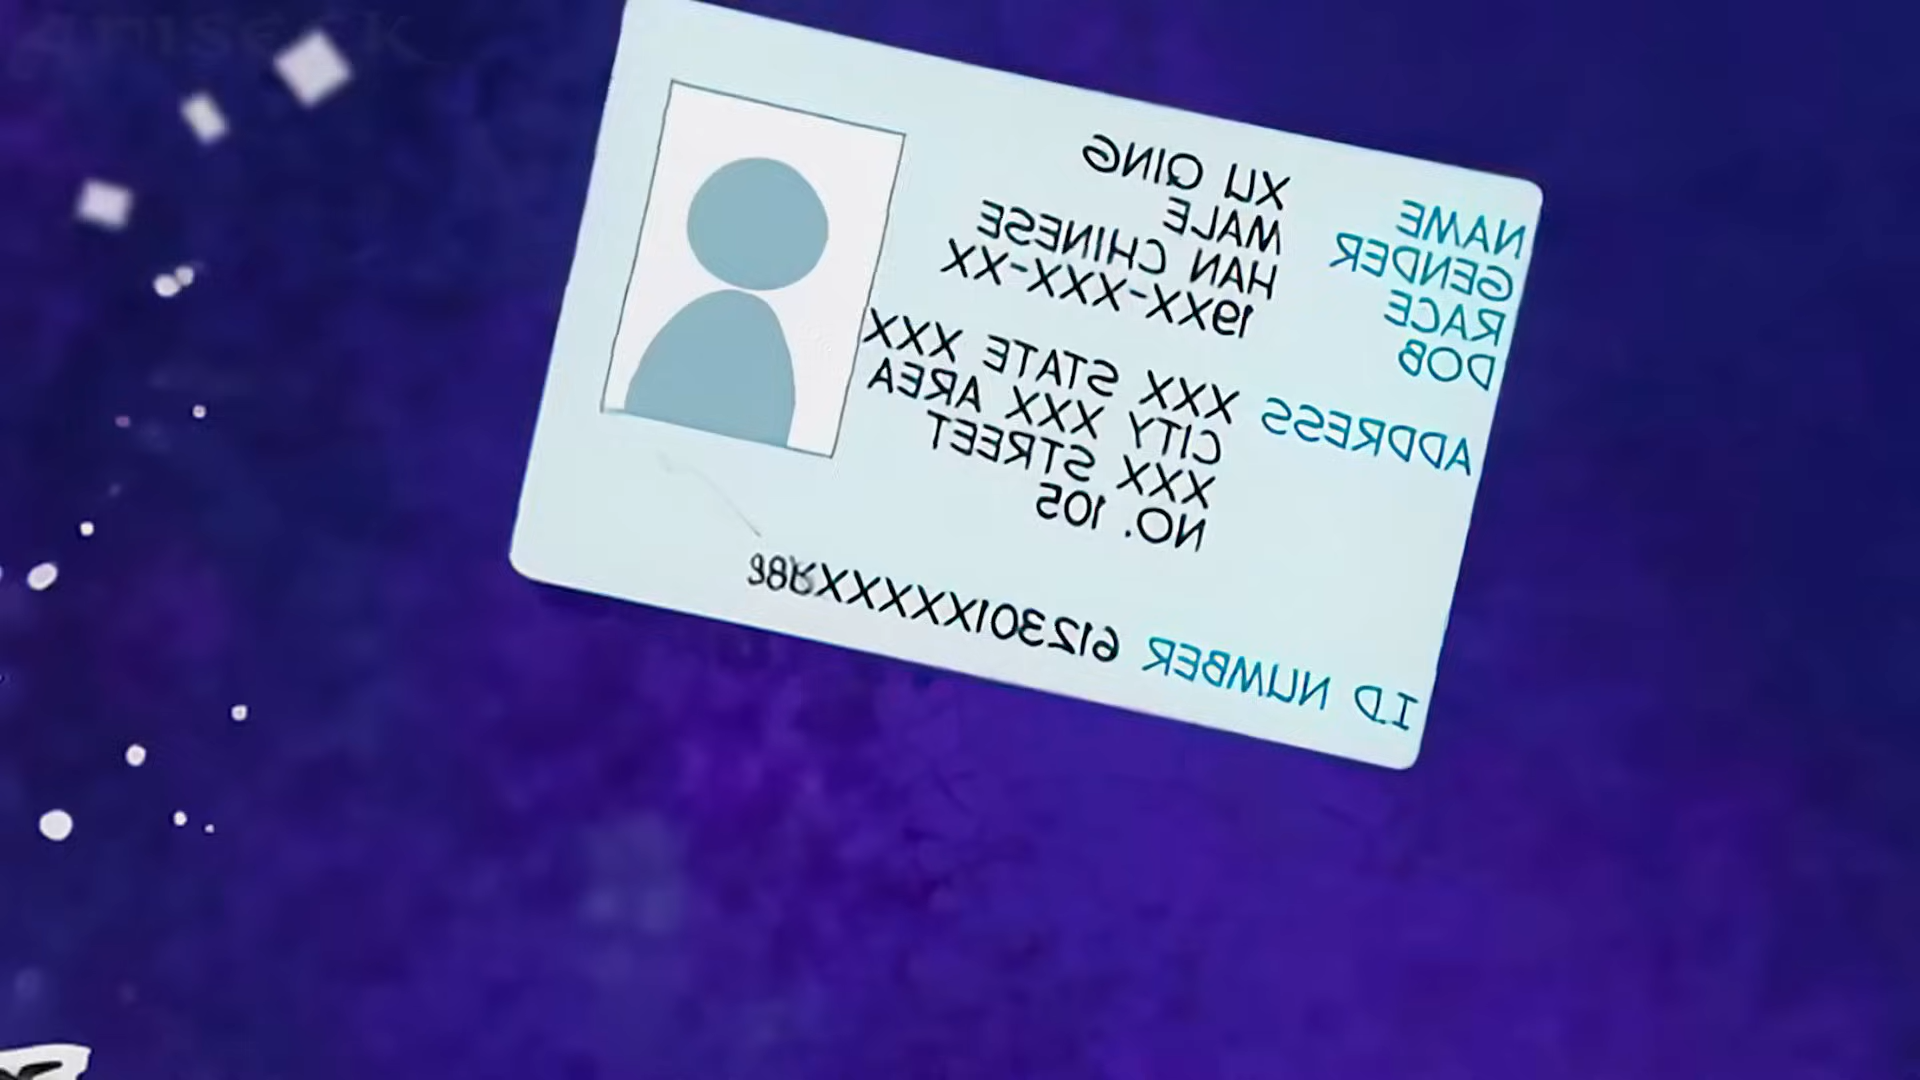 NAME XU QING
GENDER MALE
RACE HAN CHINESE
DOB 19XX-XXX-XX
ADDRESS XXX STATE XXX
CITY XXX AREA
XXX STREET
NO. 105
I.D NUMBER